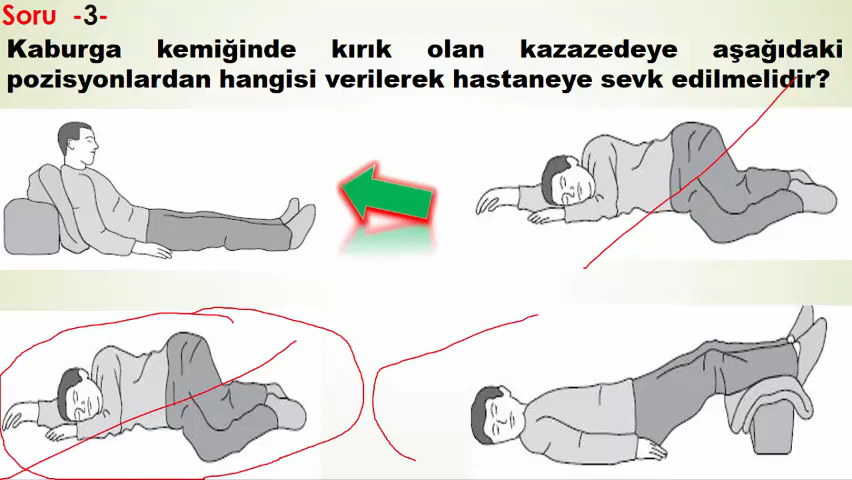 Soru -3-
Kaburga kemiğinde kırık olan kazazedeye aşağıdaki
pozisyonlardan hangisi verilerek hastaneye sevk edilmelidir?